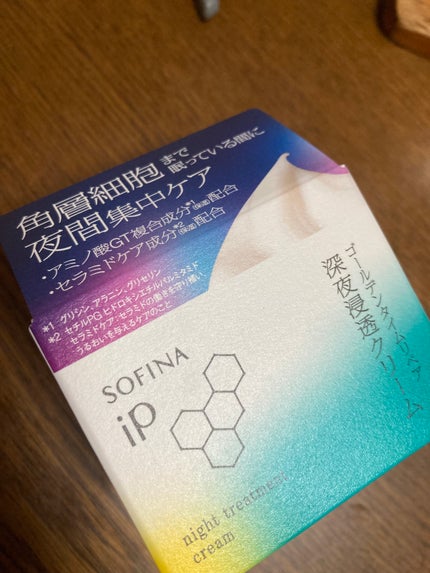 角層細胞まで
眠っている間に
夜間集中ケア
・アミノ酸GT複合成分*1(保湿)配合
・セラミドケア成分*2(保湿)配合
*1 グリシン、アラニン、グリセリン
*2 セチルPGヒドロキシエチルパルミタミド
セラミドケア：セラミドの働きを守り補い
うるおいを与えるケアのこと
ゴールデンタイムリペア
深夜浸透クリーム
SOFINA
iP
night treatment
cream